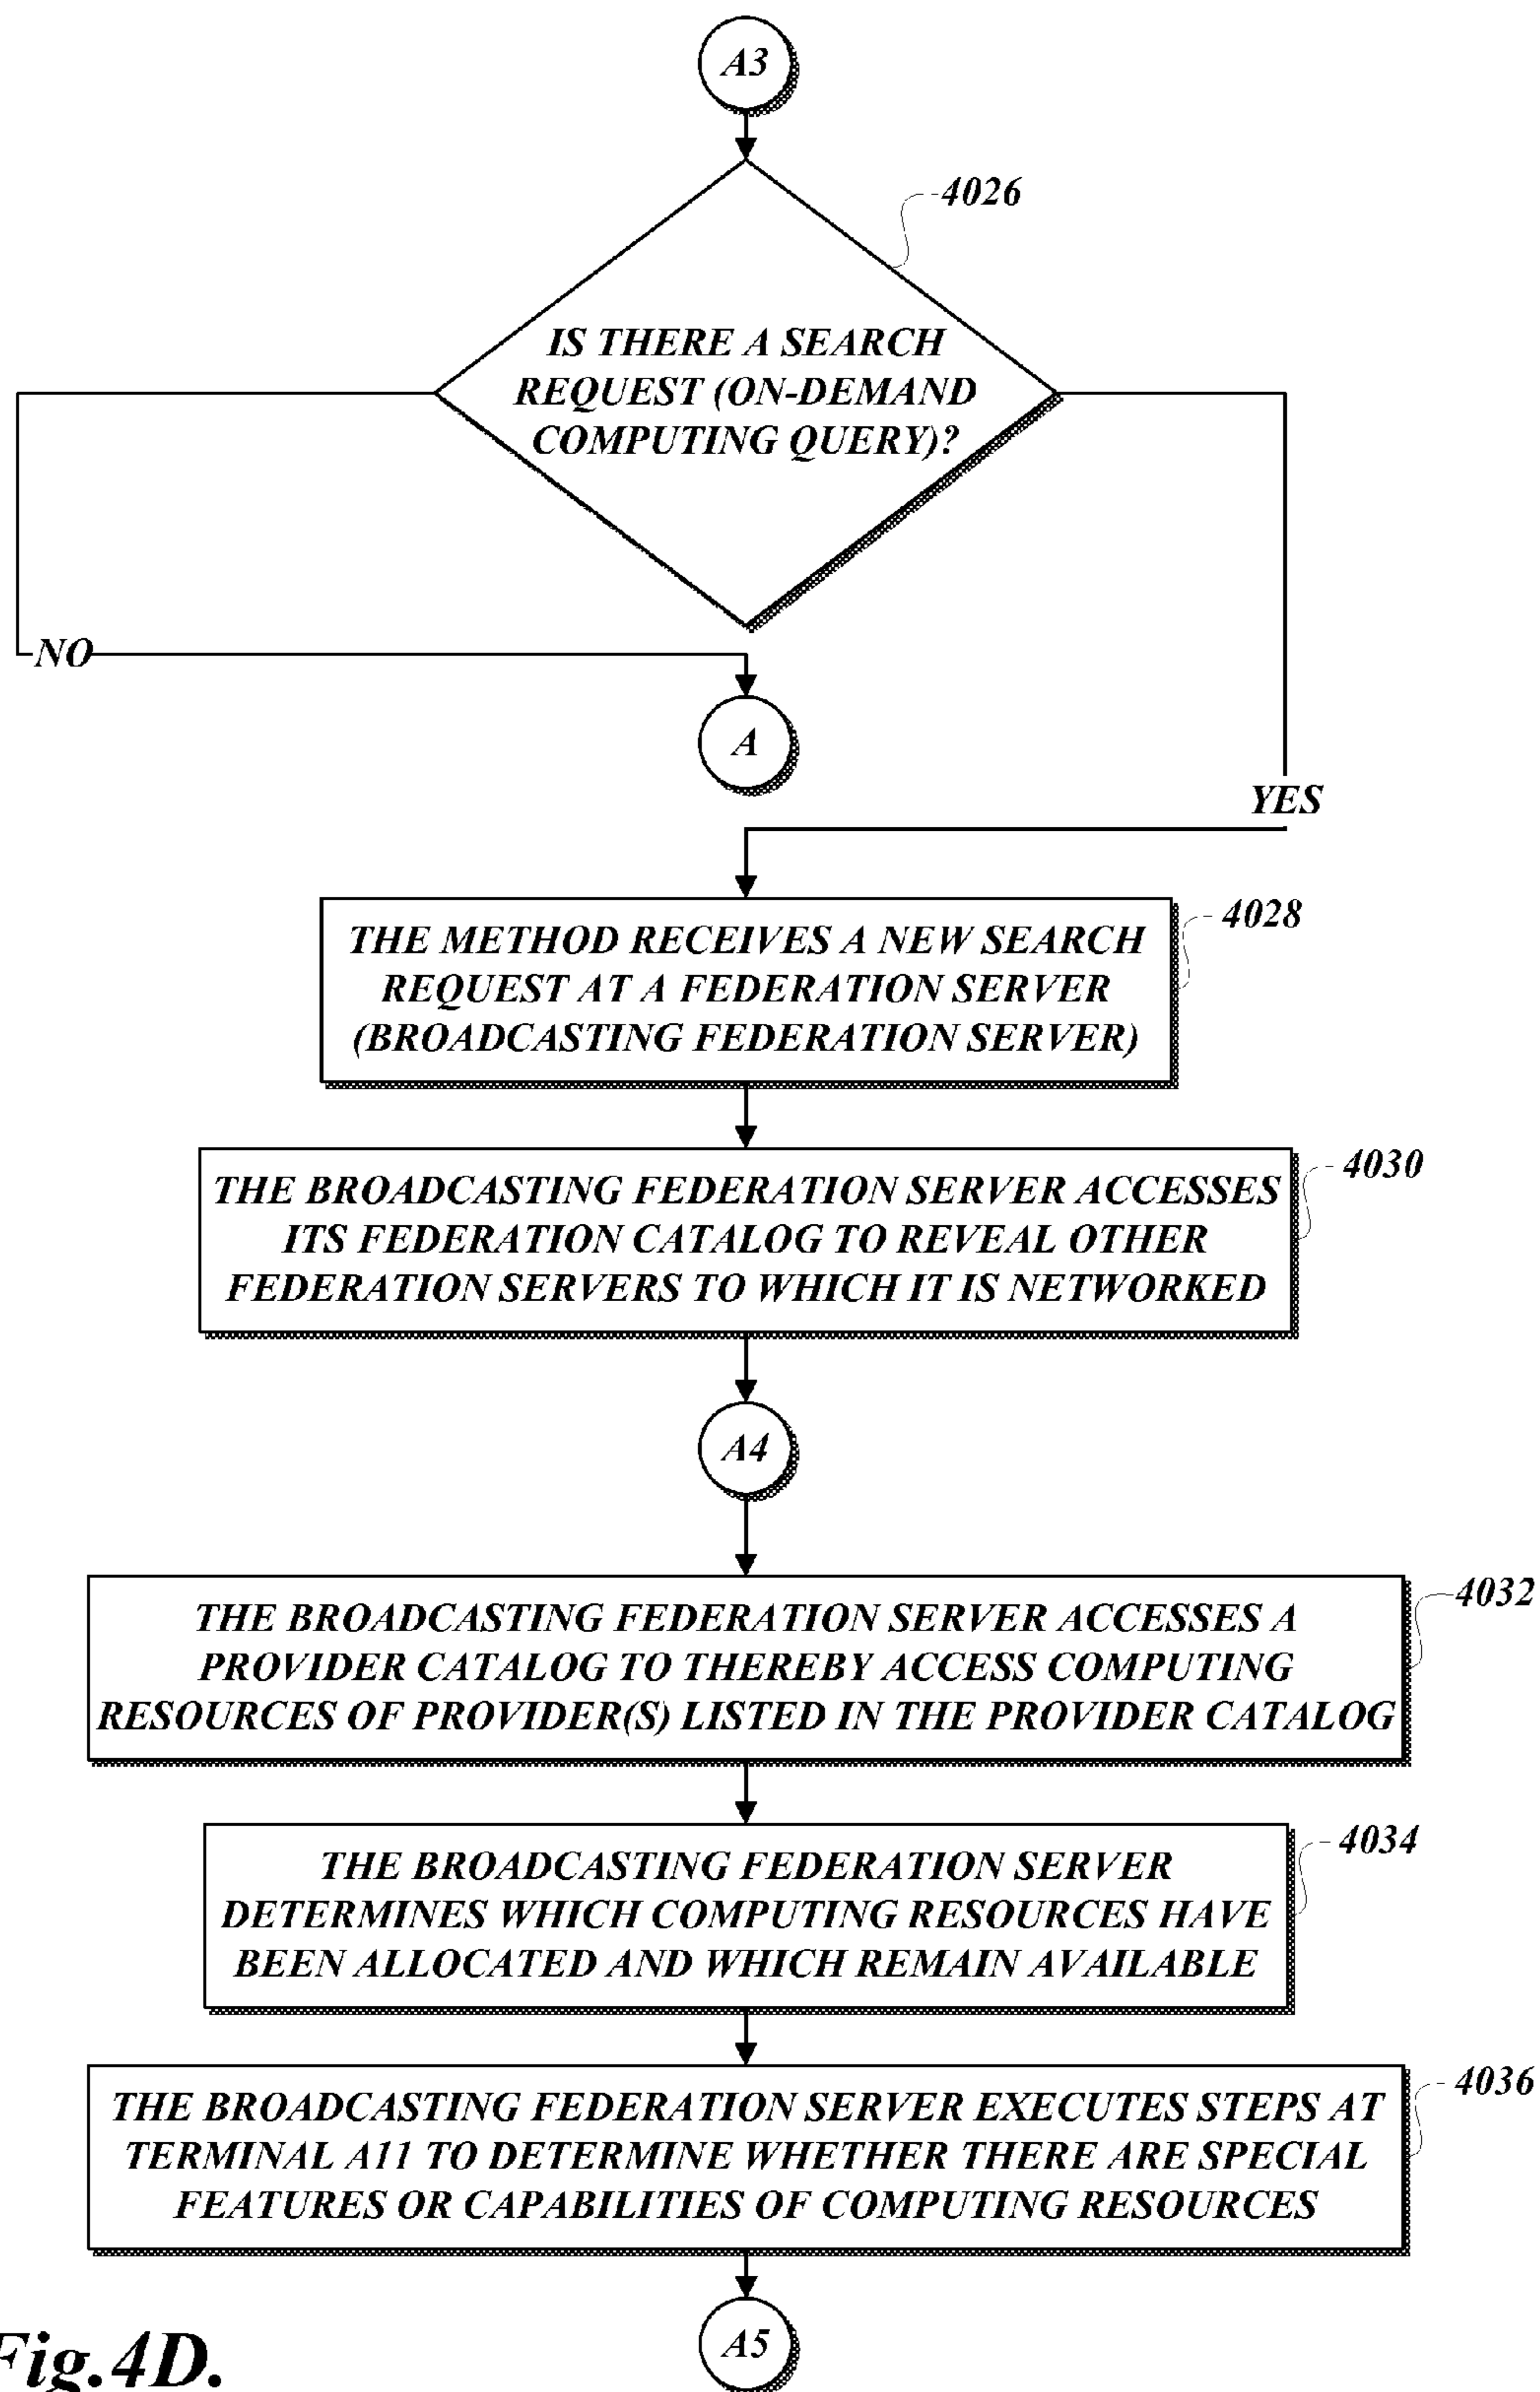 A3
4026
IS THERE A SEARCH
REQUEST (ON-DEMAND
COMPUTING QUERY)?
NO
A
YES
4028
THE METHOD RECEIVES A NEW SEARCH
REQUEST AT A FEDERATION SERVER
(BROADCASTING FEDERATION SERVER)
4030
THE BROADCASTING FEDERATION SERVER ACCESSES
ITS FEDERATION CATALOG TO REVEAL OTHER
FEDERATION SERVERS TO WHICH IT IS NETWORKED
A4
4032
THE BROADCASTING FEDERATION SERVER ACCESSES A
PROVIDER CATALOG TO THEREBY ACCESS COMPUTING
RESOURCES OF PROVIDER(S) LISTED IN THE PROVIDER CATALOG
4034
THE BROADCASTING FEDERATION SERVER
DETERMINES WHICH COMPUTING RESOURCES HAVE
BEEN ALLOCATED AND WHICH REMAIN AVAILABLE
4036
THE BROADCASTING FEDERATION SERVER EXECUTES STEPS AT
TERMINAL A11 TO DETERMINE WHETHER THERE ARE SPECIAL
FEATURES OR CAPABILITIES OF COMPUTING RESOURCES
A5
Fig.4D.